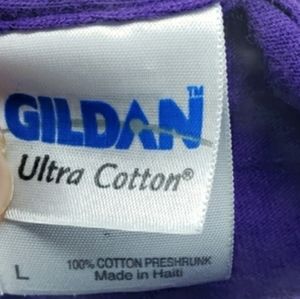 GILDAN™
Ultra Cotton®
L
100% COTTON PRESHRUNK
Made in Haiti